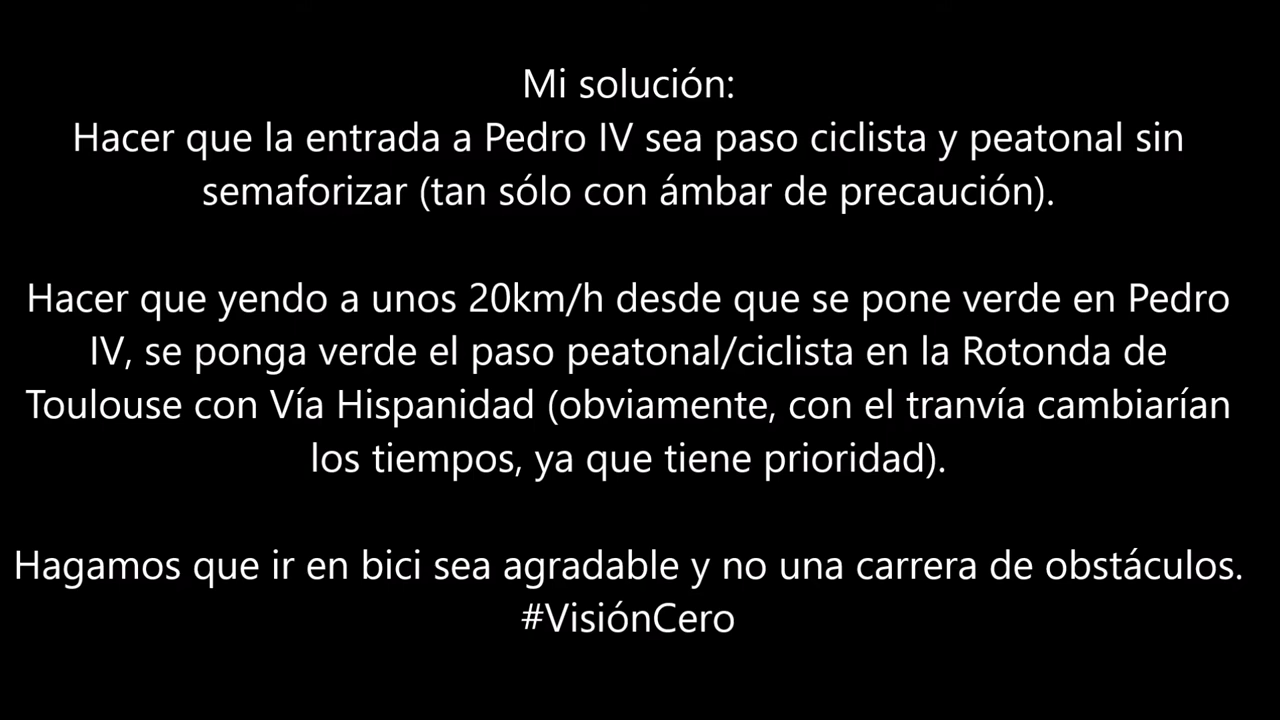 Mi solución:
Hacer que la entrada a Pedro IV sea paso ciclista y peatonal sin
semaforizar (tan sólo con ámbar de precaución).
Hacer que yendo a unos 20km/h desde que se pone verde en Pedro
IV, se ponga verde el paso peatonal/ciclista en la Rotonda de
Toulouse con Vía Hispanidad (obviamente, con el tranvía cambiarían
los tiempos, ya que tiene prioridad).
Hagamos que ir en bici sea agradable y no una carrera de obstáculos.
#VisiónCero